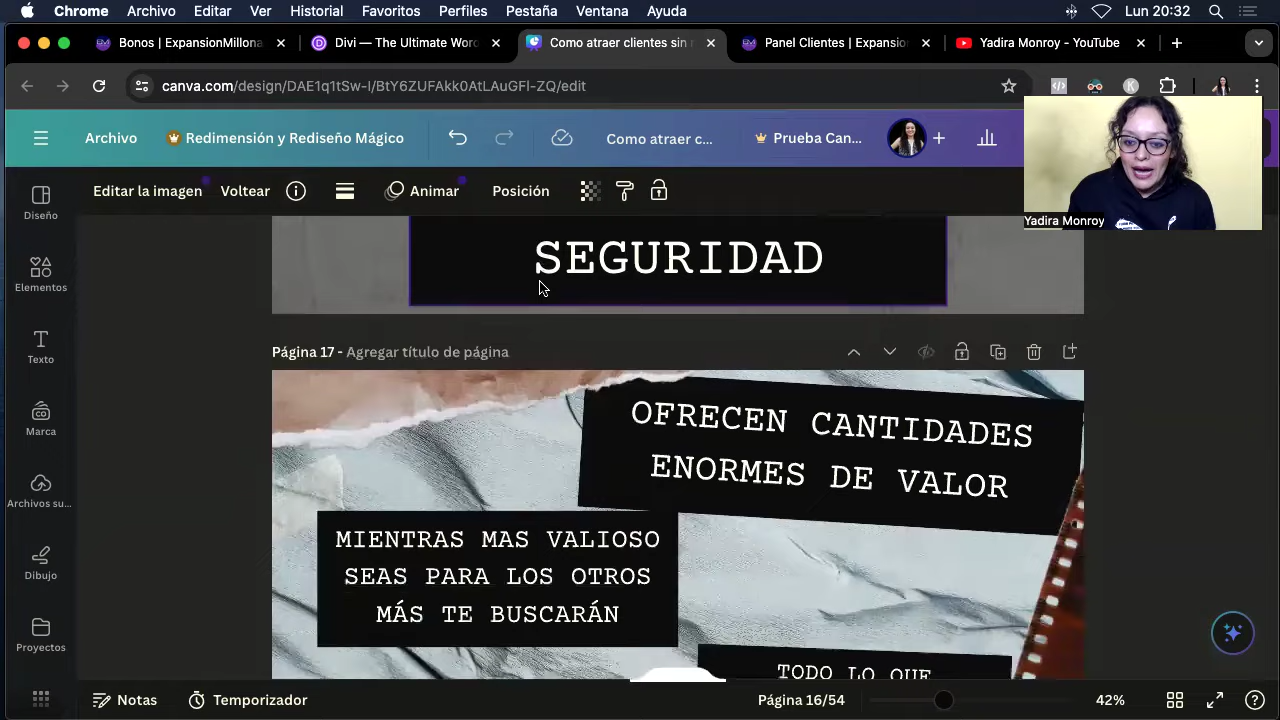 Chrome Archivo Editar Ver Historial Favoritos Perfiles Pestaña Ventana Ayuda Lun 20:32
Bonos | ExpansionMillona
Divi — The Ultimate Word
Como atraer clientes sin
Panel Clientes | Expansion
Yadira Monroy - YouTube
canva.com/design/DAE1q1tSw-I/BtY6ZUFAkk0AtLAuGFl-ZQ/edit
Archivo
Redimensión y Rediseño Mágico
Como atraer c...
Prueba Can...
Editar la imagen Voltear Animar Posición
Yadira Monroy
Diseño
Elementos
Texto
Marca
Archivos su...
Dibujo
Proyectos
SEGURIDAD
Página 17 - Agregar título de página
OFRECEN CANTIDADES
ENORMES DE VALOR
MIENTRAS MAS VALIOSO
SEAS PARA LOS OTROS
MÁS TE BUSCARÁN
TODO LO QUE
Notas Temporizador Página 16/54 42%